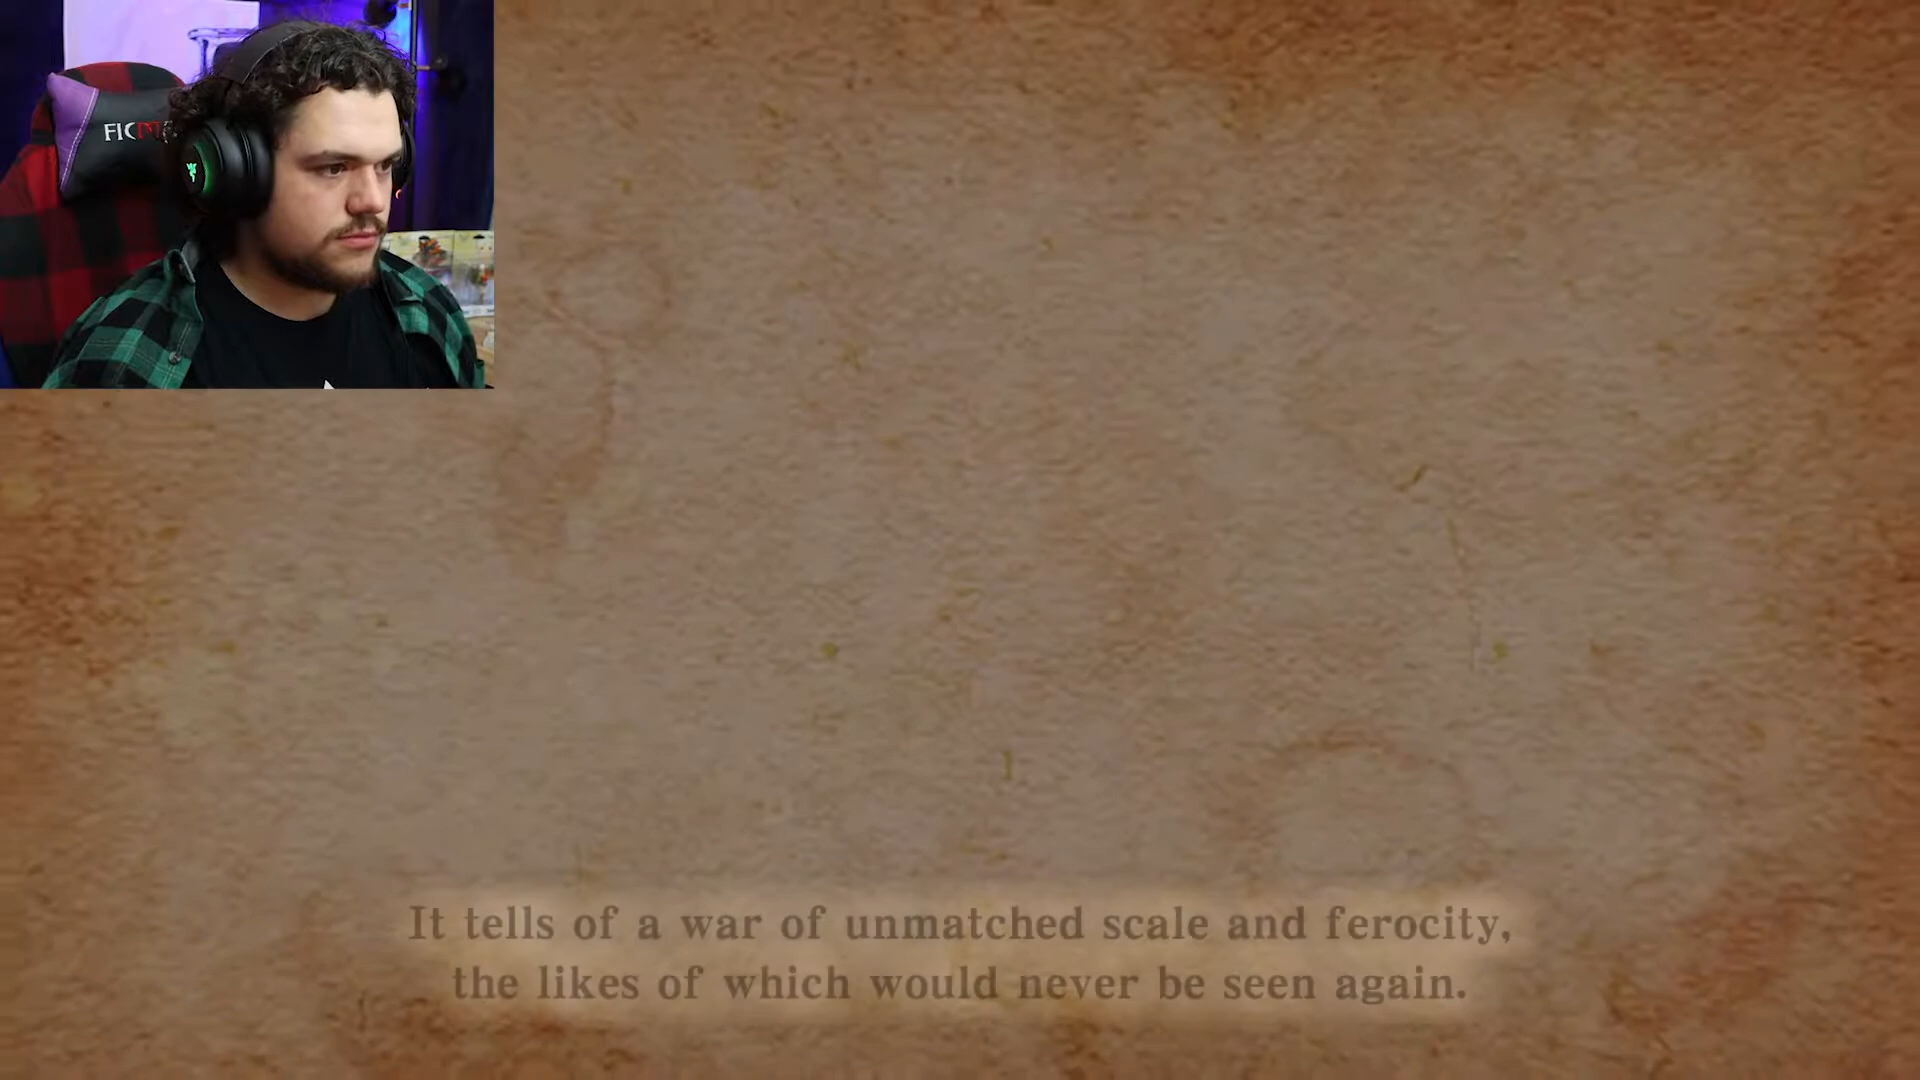 It tells of a war of unmatched scale and ferocity,
the likes of which would never be seen again.